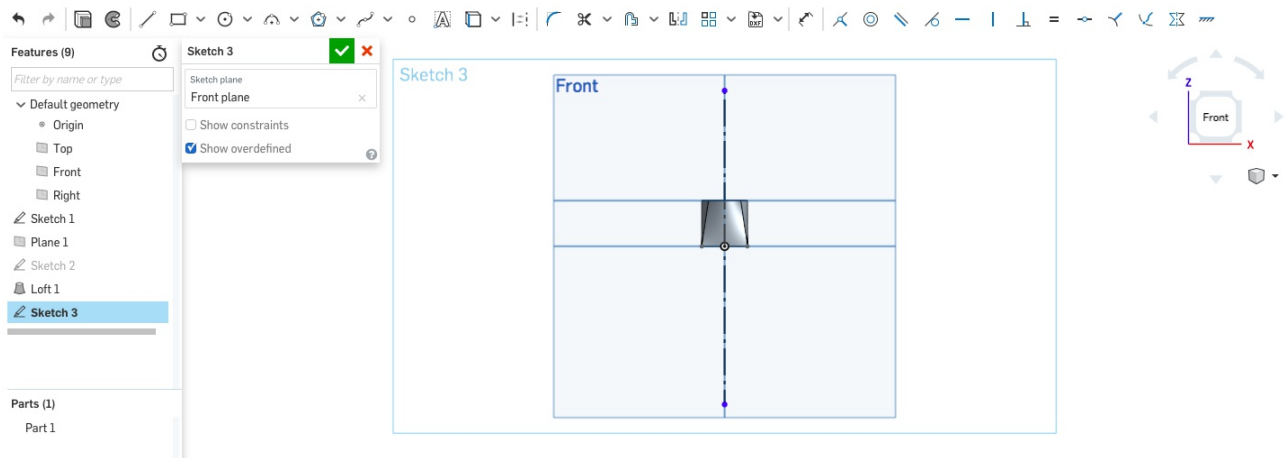 Features (9)
Filter by name or type
Default geometry
Origin
Top
Front
Right
Sketch 1
Plane 1
Sketch 2
Loft 1
Sketch 3
Parts (1)
Part 1
Sketch 3
Sketch plane
Front plane
Show constraints
Show overdefined
Sketch 3
Front
Z
Front
X